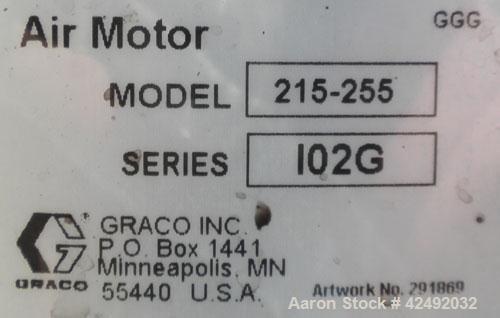 GGG
Air Motor
MODEL 215-255
SERIES I02G
GRACO INC.
P.O. Box 1441
Minneapolis, MN
55440 U.S.A.
GRACO
Artwork No. 291869
Aaron Stock # 42492032